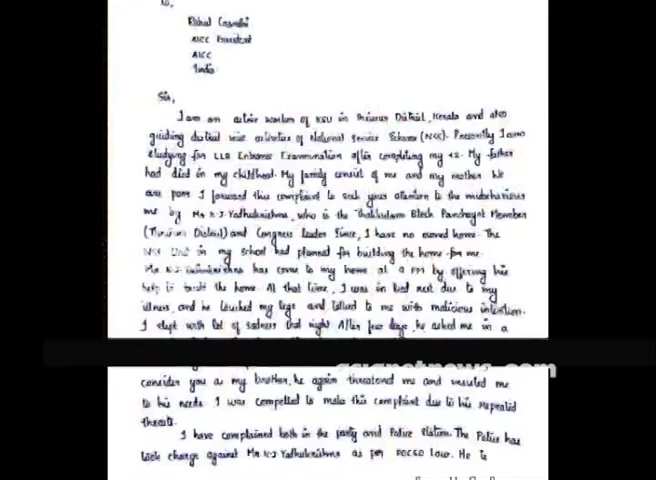 To,
Rahul Gandhi
AICC President
AICC
India
Sir,
I am an active worker of KSU in Thrissur District, Kerala and also
guiding district wise activities of National Service Scheme (NCC). Presently I am
studying for LLB Entrance Examination after completing my +2. My father
had died in my childhood. My family consist of me and my mother. We
are poor. I forward this complaint to seek your attention to the misbehaviour
me by Mr. K.J Yadhukrishna, who is the Block Panchayat Member
(Thrissur District) and Congress leader. Since, I have no owned home. The
NSS Unit in my school had planned for building the home for me.
Mr K.J. has come to my home at 9 PM by offering his
help to build the home. At that time, I was in bed rest due to my
illness, and he touched my legs and talked to me with malicious intention.
I slept with lot of sadness that night. After few days, he asked me in a
asianetnews.com
consider you as my brother, he again threatened me and
to his needs. I was compelled to make this complaint due to his repeated
threats.
I have complained both in the party and Police station. The Police has
took charge against Mr K.J Yadhukrishna as per POCSO law. He is